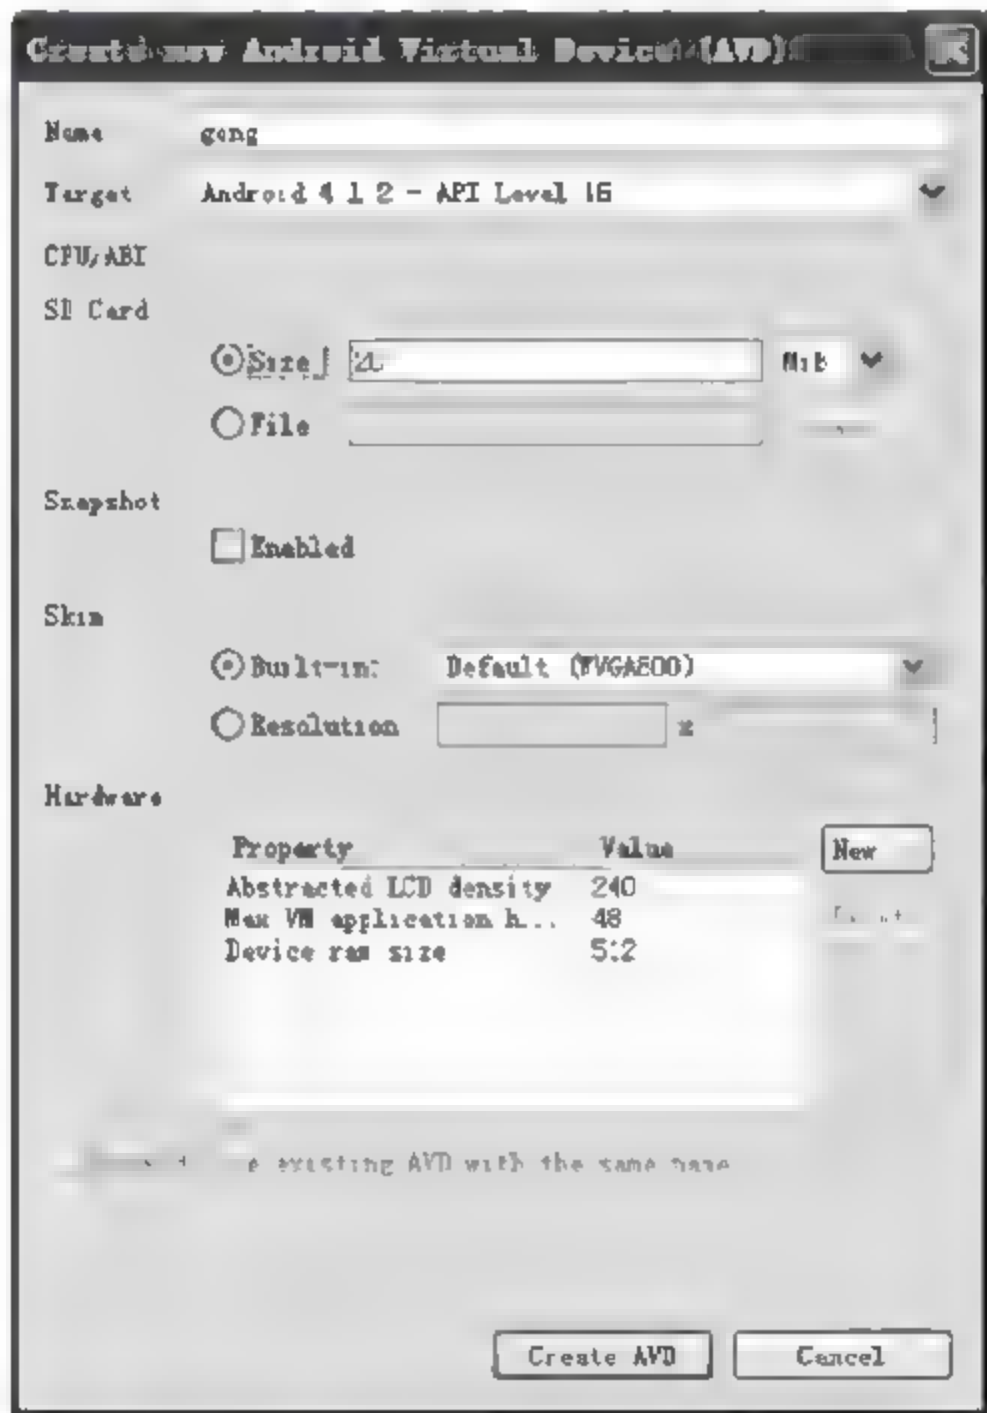 Create new Android Virtual Device (AVD)
Name gong
Target Android 4.1.2 - API Level 16
CPU/ABI
SD Card
Size
MiB
File
Snapshot
Enabled
Skin
Built-in: Default (WVGA800)
Resolution x
Hardware
Property Value New
Abstracted LCD density 240
Max VM application h... 48
Device ram size 512
existing AVD with the same name
Create AVD Cancel